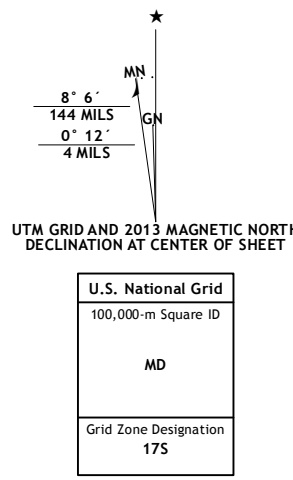 ★
MN
8° 6´
144 MILS
GN
0° 12´
4 MILS
UTM GRID AND 2013 MAGNETIC NORTH
DECLINATION AT CENTER OF SHEET
U.S. National Grid
100,000-m Square ID
MD
Grid Zone Designation
17S